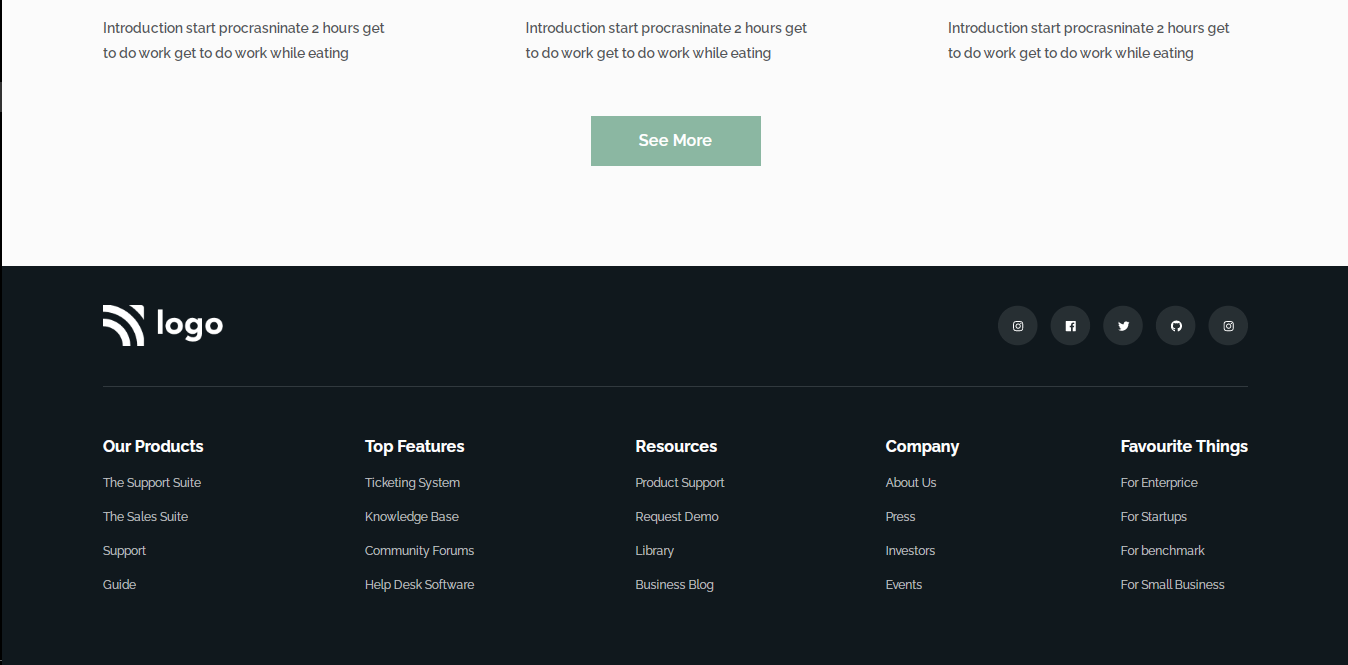 Introduction start procrasninate 2 hours get
to do work get to do work while eating
Introduction start procrasninate 2 hours get
to do work get to do work while eating
Introduction start procrasninate 2 hours get
to do work get to do work while eating
See More
logo
Our Products
The Support Suite
The Sales Suite
Support
Guide
Top Features
Ticketing System
Knowledge Base
Community Forums
Help Desk Software
Resources
Product Support
Request Demo
Library
Business Blog
Company
About Us
Press
Investors
Events
Favourite Things
For Enterprice
For Startups
For benchmark
For Small Business